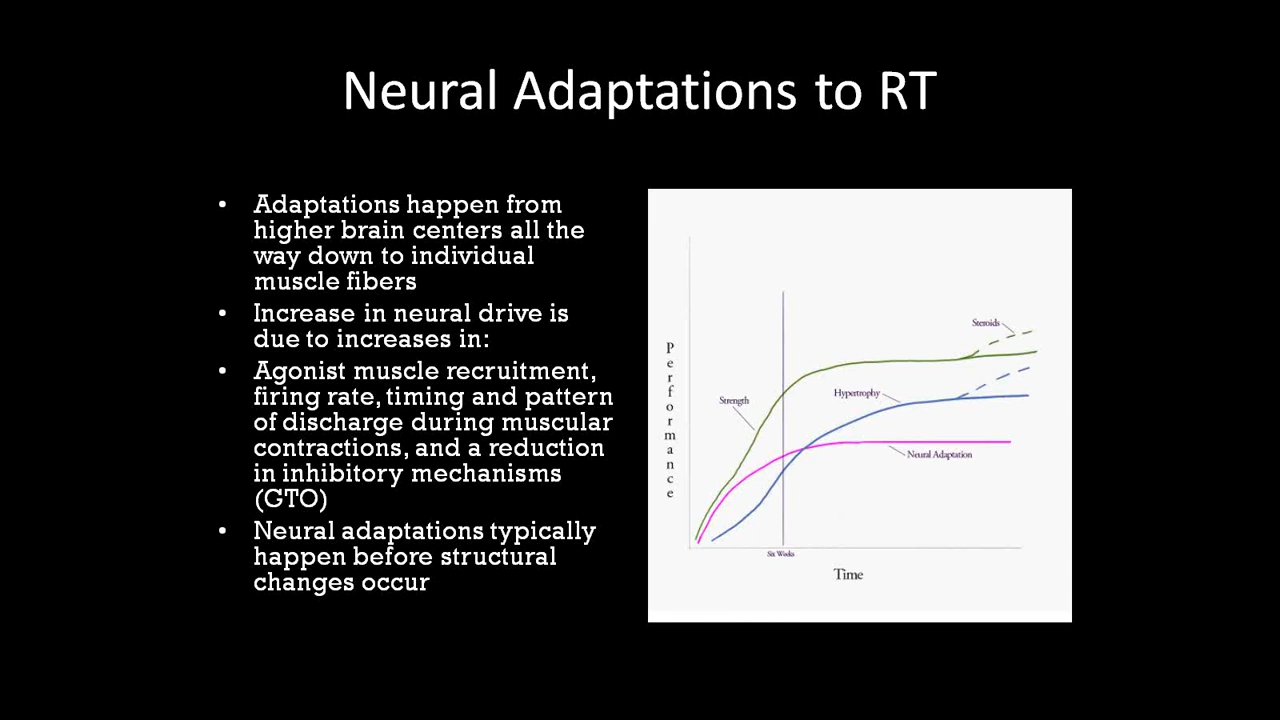 Neural Adaptations to RT
• Adaptations happen from
higher brain centers all the
way down to individual
muscle fibers
• Increase in neural drive is
due to increases in:
• Agonist muscle recruitment,
firing rate, timing and pattern
of discharge during muscular
contractions, and a reduction
in inhibitory mechanisms
(GTO)
• Neural adaptations typically
happen before structural
changes occur
Performance
Steroids
Strength
Hypertrophy
Neural Adaptation
Six Weeks
Time